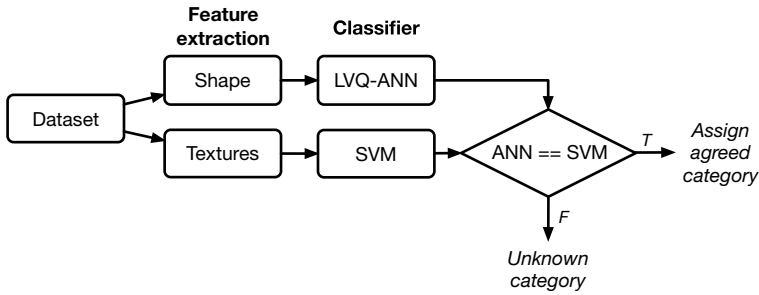 Feature
extraction
Classifier
Shape
LVQ-ANN
Dataset
Textures
SVM
ANN == SVM
T
Assign
agreed
category
F
Unknown
category